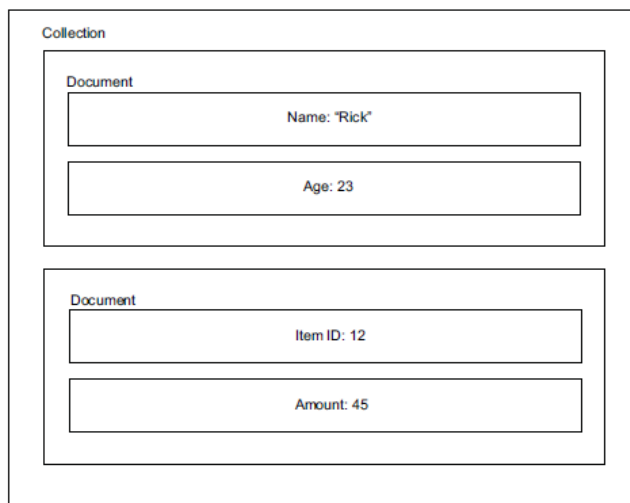 Collection
Document
Name: “Rick”
Age: 23
Document
Item ID: 12
Amount: 45